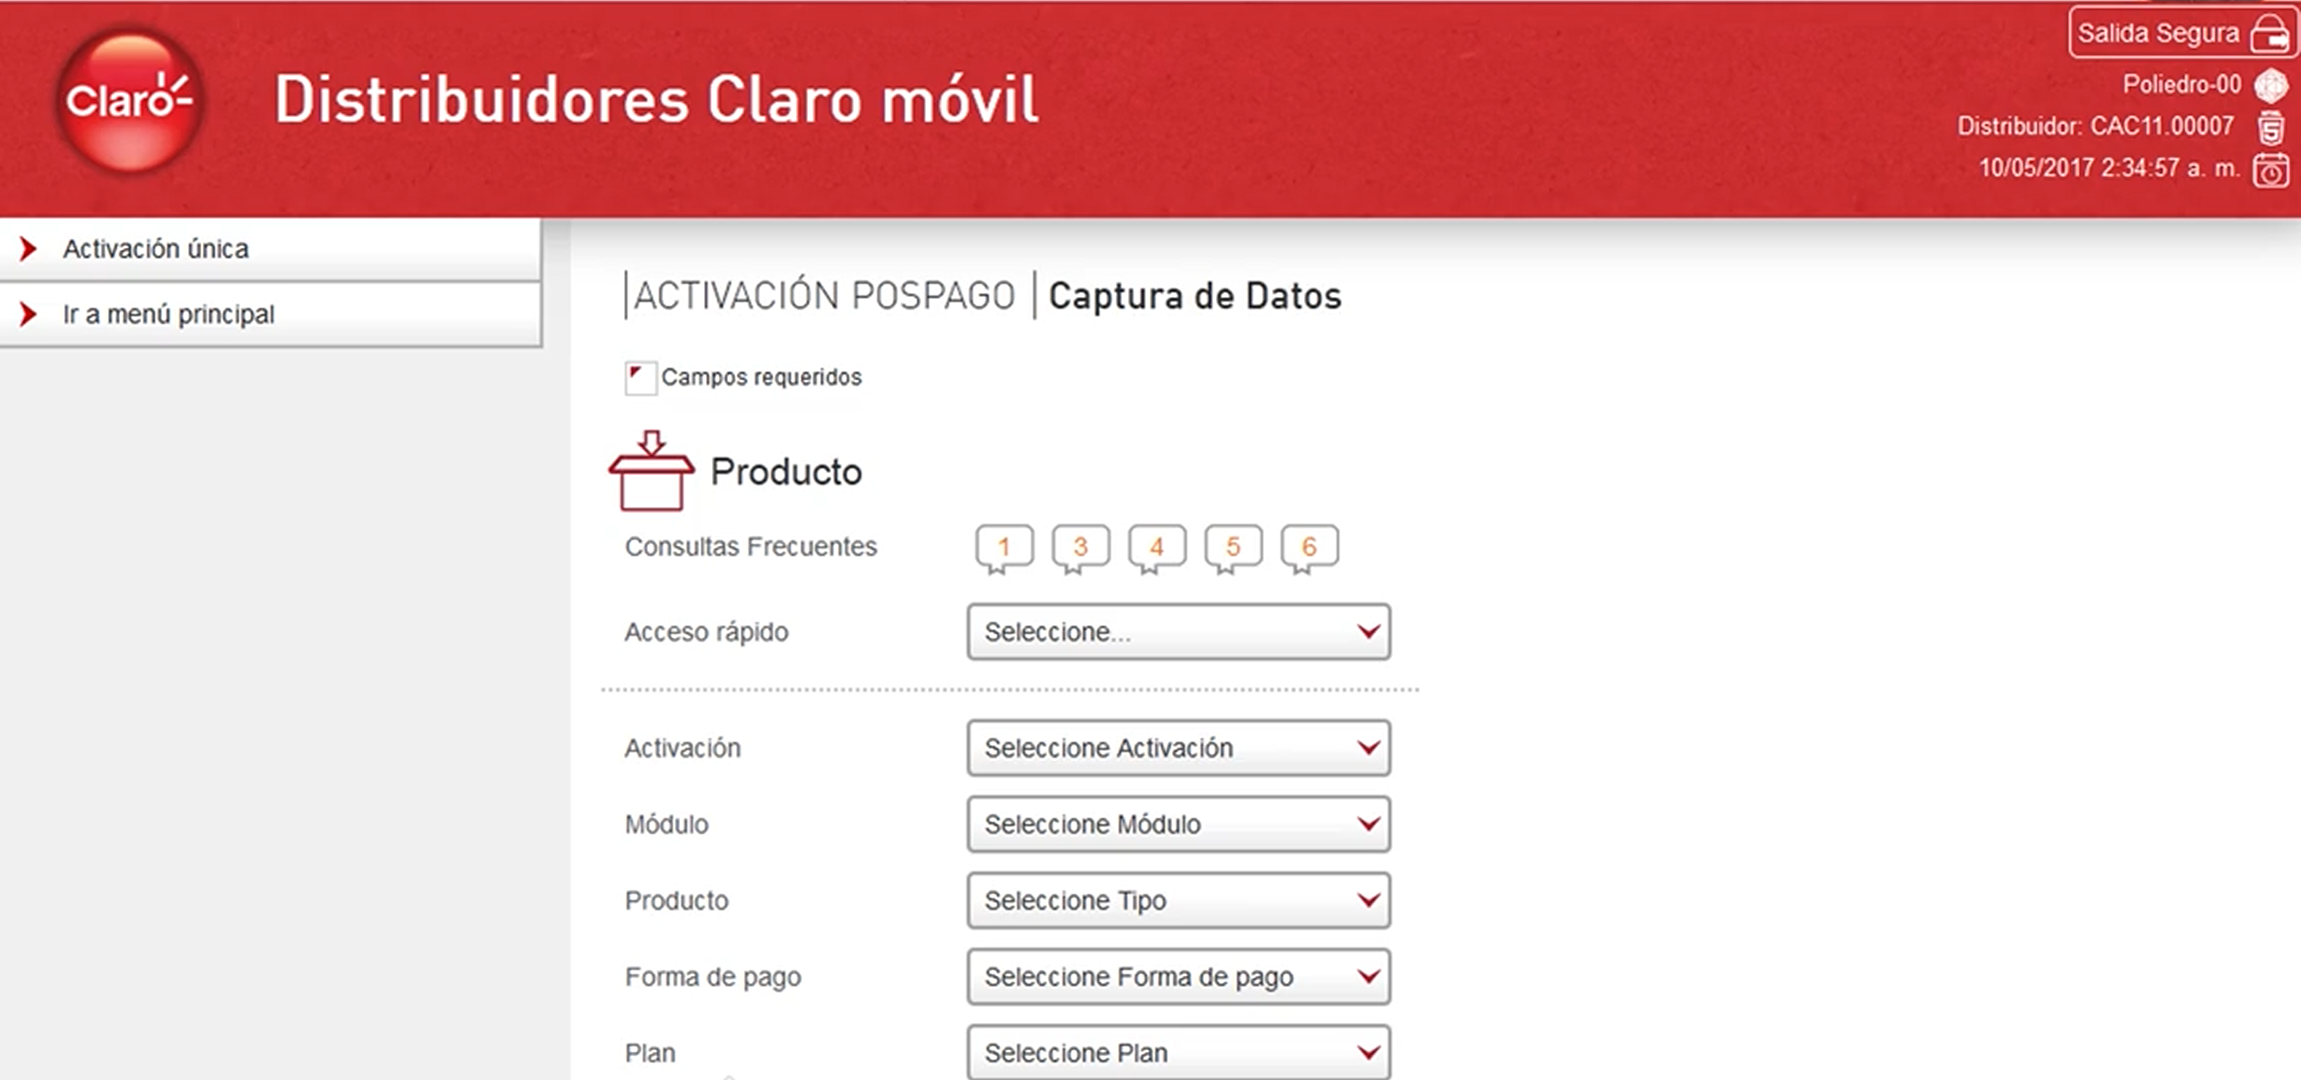 Claro
Distribuidores Claro móvil
Salida Segura
Poliedro-00
Distribuidor: CAC11.00007
10/05/2017 2:34:57 a. m.
Activación única
Ir a menú principal
ACTIVACIÓN POSPAGO | Captura de Datos
Campos requeridos
Producto
Consultas Frecuentes 1 3 4 5 6
Acceso rápido Seleccione...
Activación Seleccione Activación
Módulo Seleccione Módulo
Producto Seleccione Tipo
Forma de pago Seleccione Forma de pago
Plan Seleccione Plan